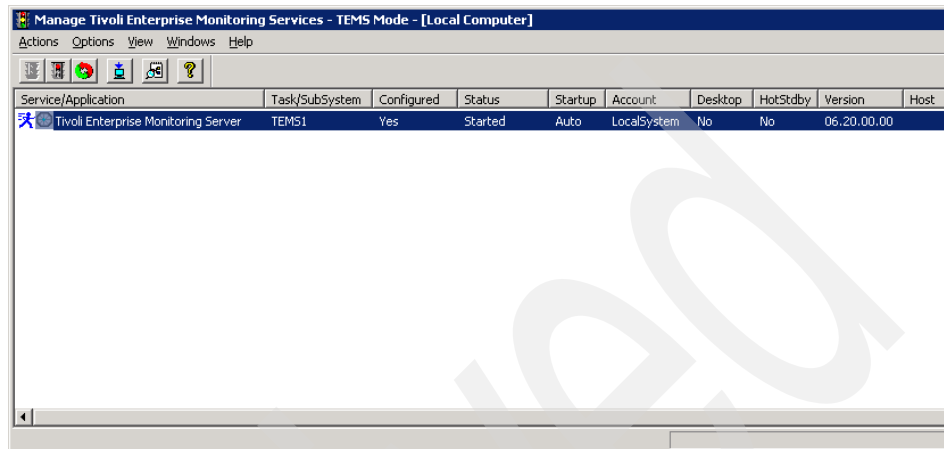 Manage Tivoli Enterprise Monitoring Services - TEMS Mode - [Local Computer]
Actions Options View Windows Help
Service/Application Task/SubSystem Configured Status Startup Account Desktop HotStdby Version Host
Tivoli Enterprise Monitoring Server TEMS1 Yes Started Auto LocalSystem No No 06.20.00.00